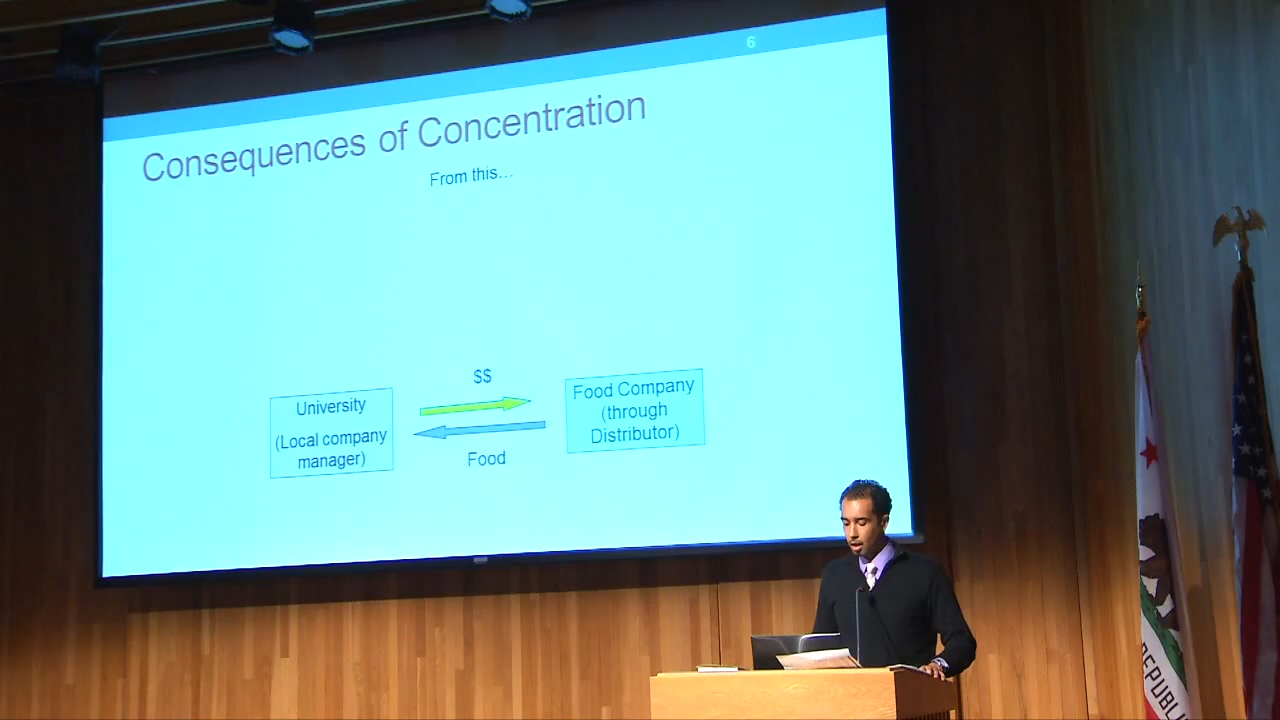 6
Consequences of Concentration
From this...
$$
University
(Local company
manager)
Food Company
(through
Distributor)
Food